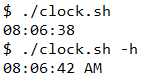 $ ./clock.sh
08:06:38
$ ./clock.sh -h
08:06:42 AM